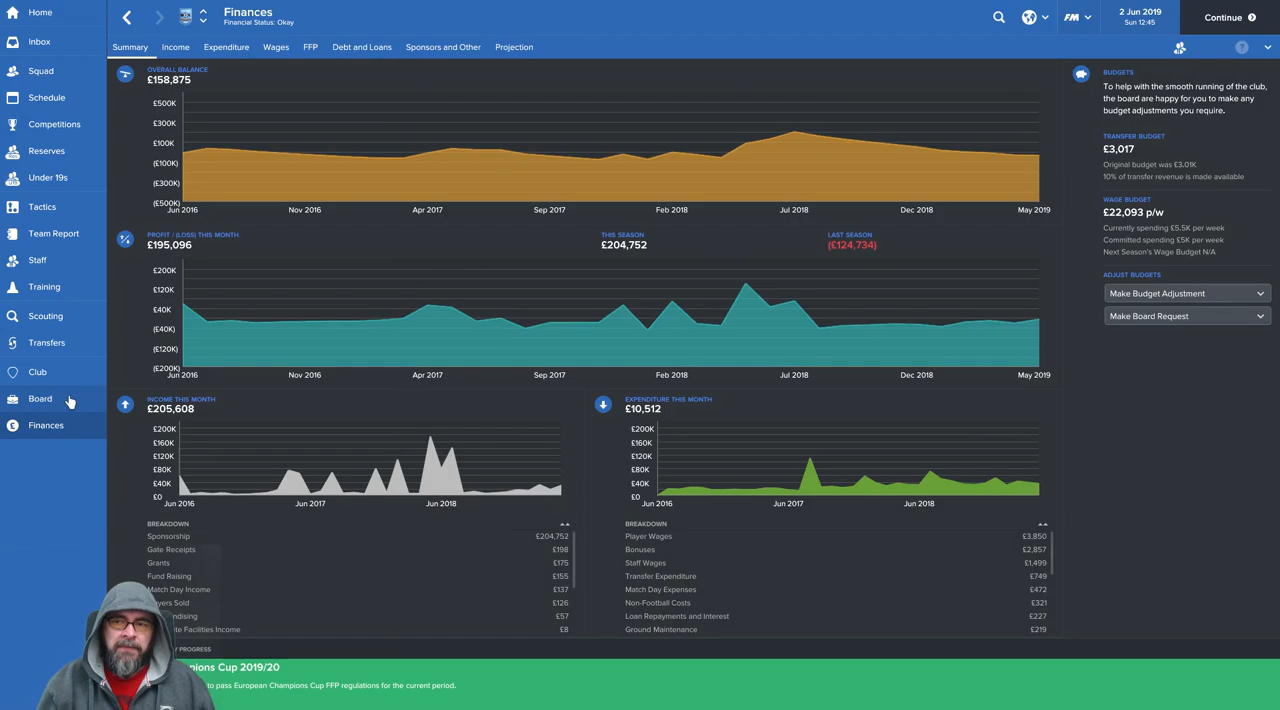 Home
Inbox
Squad
Schedule
Competitions
Reserves
Under 19s
Tactics
Team Report
Staff
Training
Scouting
Transfers
Club
Board
Finances
Finances
Financial Status: Okay
FM
2 Jun 2019
Sun 12:45
Continue
Summary Income Expenditure Wages FFP Debt and Loans Sponsors and Other Projection
OVERALL BALANCE
£158,875
£500K
£300K
£100K
(£100K)
(£300K)
(£500K)
Jun 2016 Nov 2016 Apr 2017 Sep 2017 Feb 2018 Jul 2018 Dec 2018 May 2019
PROFIT / (LOSS) THIS MONTH
£195,096
THIS SEASON
£204,752
LAST SEASON
(£124,734)
£200K
£120K
£40K
(£40K)
(£120K)
(£200K)
Jun 2016 Nov 2016 Apr 2017 Sep 2017 Feb 2018 Jul 2018 Dec 2018 May 2019
INCOME THIS MONTH
£205,608
£200K
£160K
£120K
£80K
£40K
£0
Jun 2016 Jun 2017 Jun 2018
BREAKDOWN
Sponsorship £204,752
Gate Receipts £198
Grants £175
Fund Raising £155
Match Day Income £137
ayers Sold £126
ndising £57
te Facilities Income £8
EXPENDITURE THIS MONTH
£10,512
£200K
£160K
£120K
£80K
£40K
£0
Jun 2016 Jun 2017 Jun 2018
BREAKDOWN
Player Wages £3,850
Bonuses £2,857
Staff Wages £1,499
Transfer Expenditure £749
Match Day Expenses £472
Non-Football Costs £321
Loan Repayments and Interest £227
Ground Maintenance £219
BUDGETS
To help with the smooth running of the club,
the board are happy for you to make any
budget adjustments you require.
TRANSFER BUDGET
£3,017
Original budget was £3.01K
10% of transfer revenue is made available
WAGE BUDGET
£22,093 p/w
Currently spending £5.5K per week
Committed spending £5K per week
Next Season's Wage Budget N/A
ADJUST BUDGETS
Make Budget Adjustment
Make Board Request
PROGRESS
pions Cup 2019/20
to pass European Champions Cup FFP regulations for the current period.